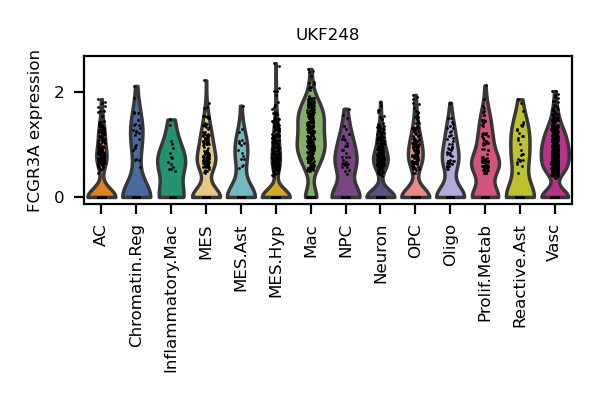 UKF248
FCGR3A expression
2
0
AC
Chromatin.Reg
Inflammatory.Mac
MES
MES.Ast
MES.Hyp
Mac
NPC
Neuron
OPC
Oligo
Prolif.Metab
Reactive.Ast
Vasc